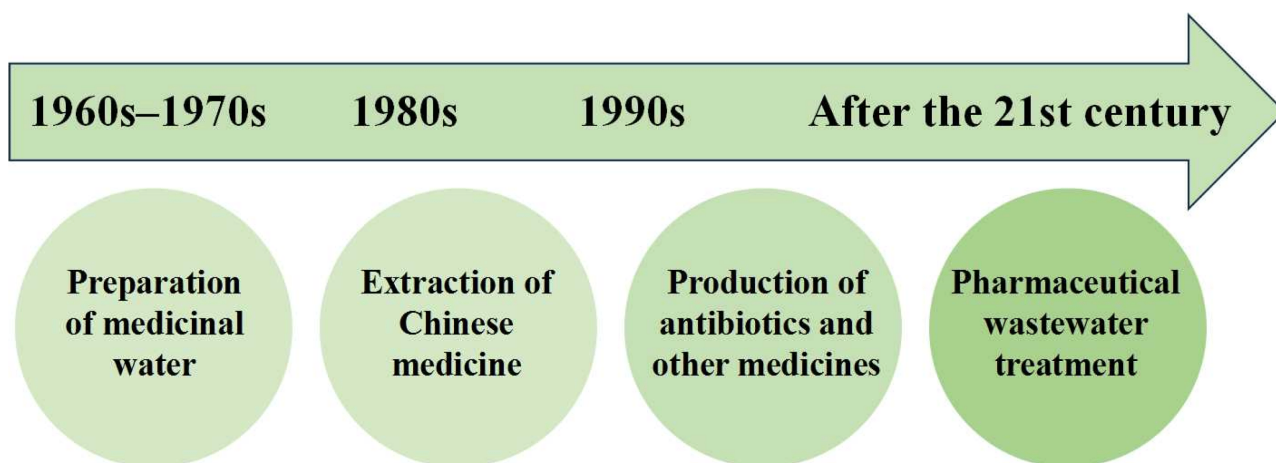 1960s–1970s 1980s 1990s After the 21st century
Preparation
of medicinal
water
Extraction of
Chinese
medicine
Production of
antibiotics and
other medicines
Pharmaceutical
wastewater
treatment